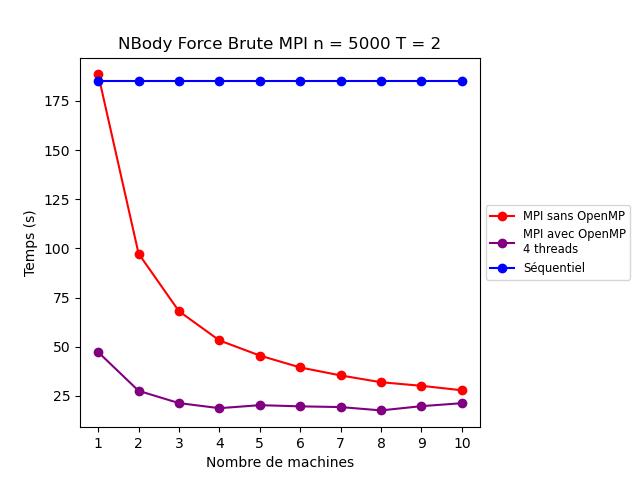 NBody Force Brute MPI n = 5000 T = 2
Temps (s)
175
150
125
100
75
50
25
1 2 3 4 5 6 7 8 9 10
Nombre de machines
MPI sans OpenMP
MPI avec OpenMP
4 threads
Séquentiel